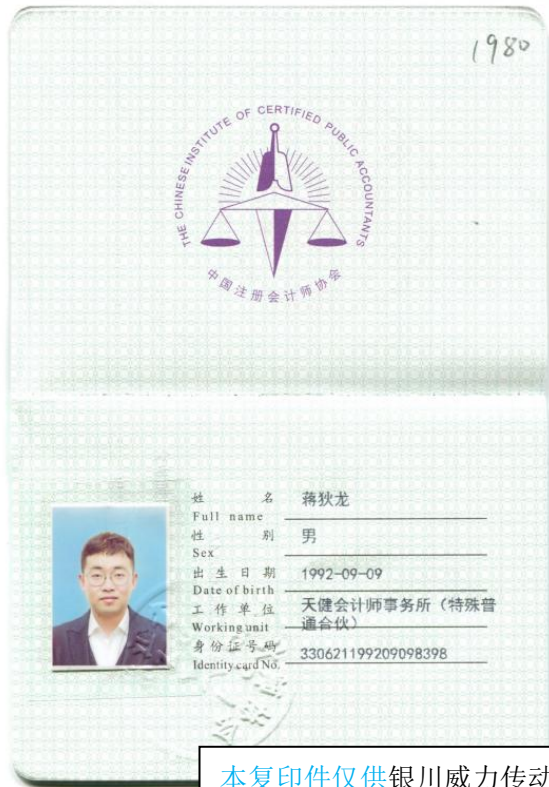 1980
THE CHINESE INSTITUTE OF CERTIFIED PUBLIC ACCOUNTANTS
中国注册会计师协会
姓 名 蒋狄龙
Full name
性 别 男
Sex
出生日期 1992-09-09
Date of birth
工作单位 天健会计师事务所（特殊普
Working unit 通合伙）
身份证号码 330621199209098398
Identity card No.
本复印件仅供银川威力传动